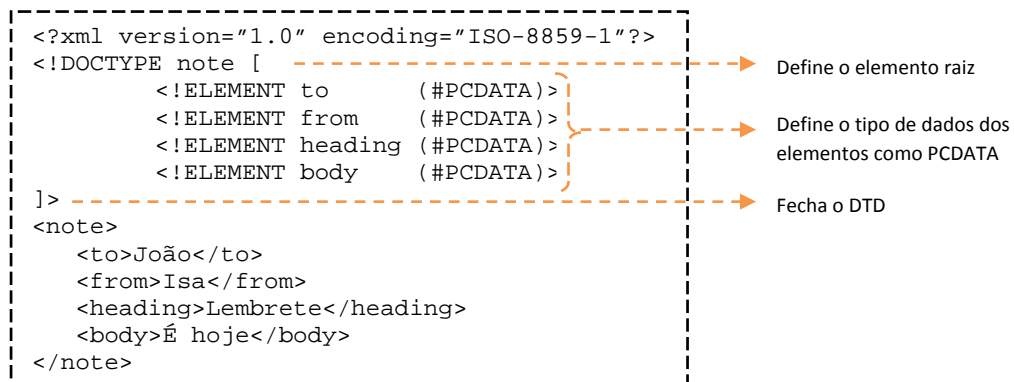 <?xml version="1.0" encoding="ISO-8859-1"?>
<!DOCTYPE note [
<!ELEMENT to (#PCDATA)>
<!ELEMENT from (#PCDATA)>
<!ELEMENT heading (#PCDATA)>
<!ELEMENT body (#PCDATA)>
]>
<note>
<to>João</to>
<from>Isa</from>
<heading>Lembrete</heading>
<body>É hoje</body>
</note>
Define o elemento raiz
Define o tipo de dados dos
elementos como PCDATA
Fecha o DTD